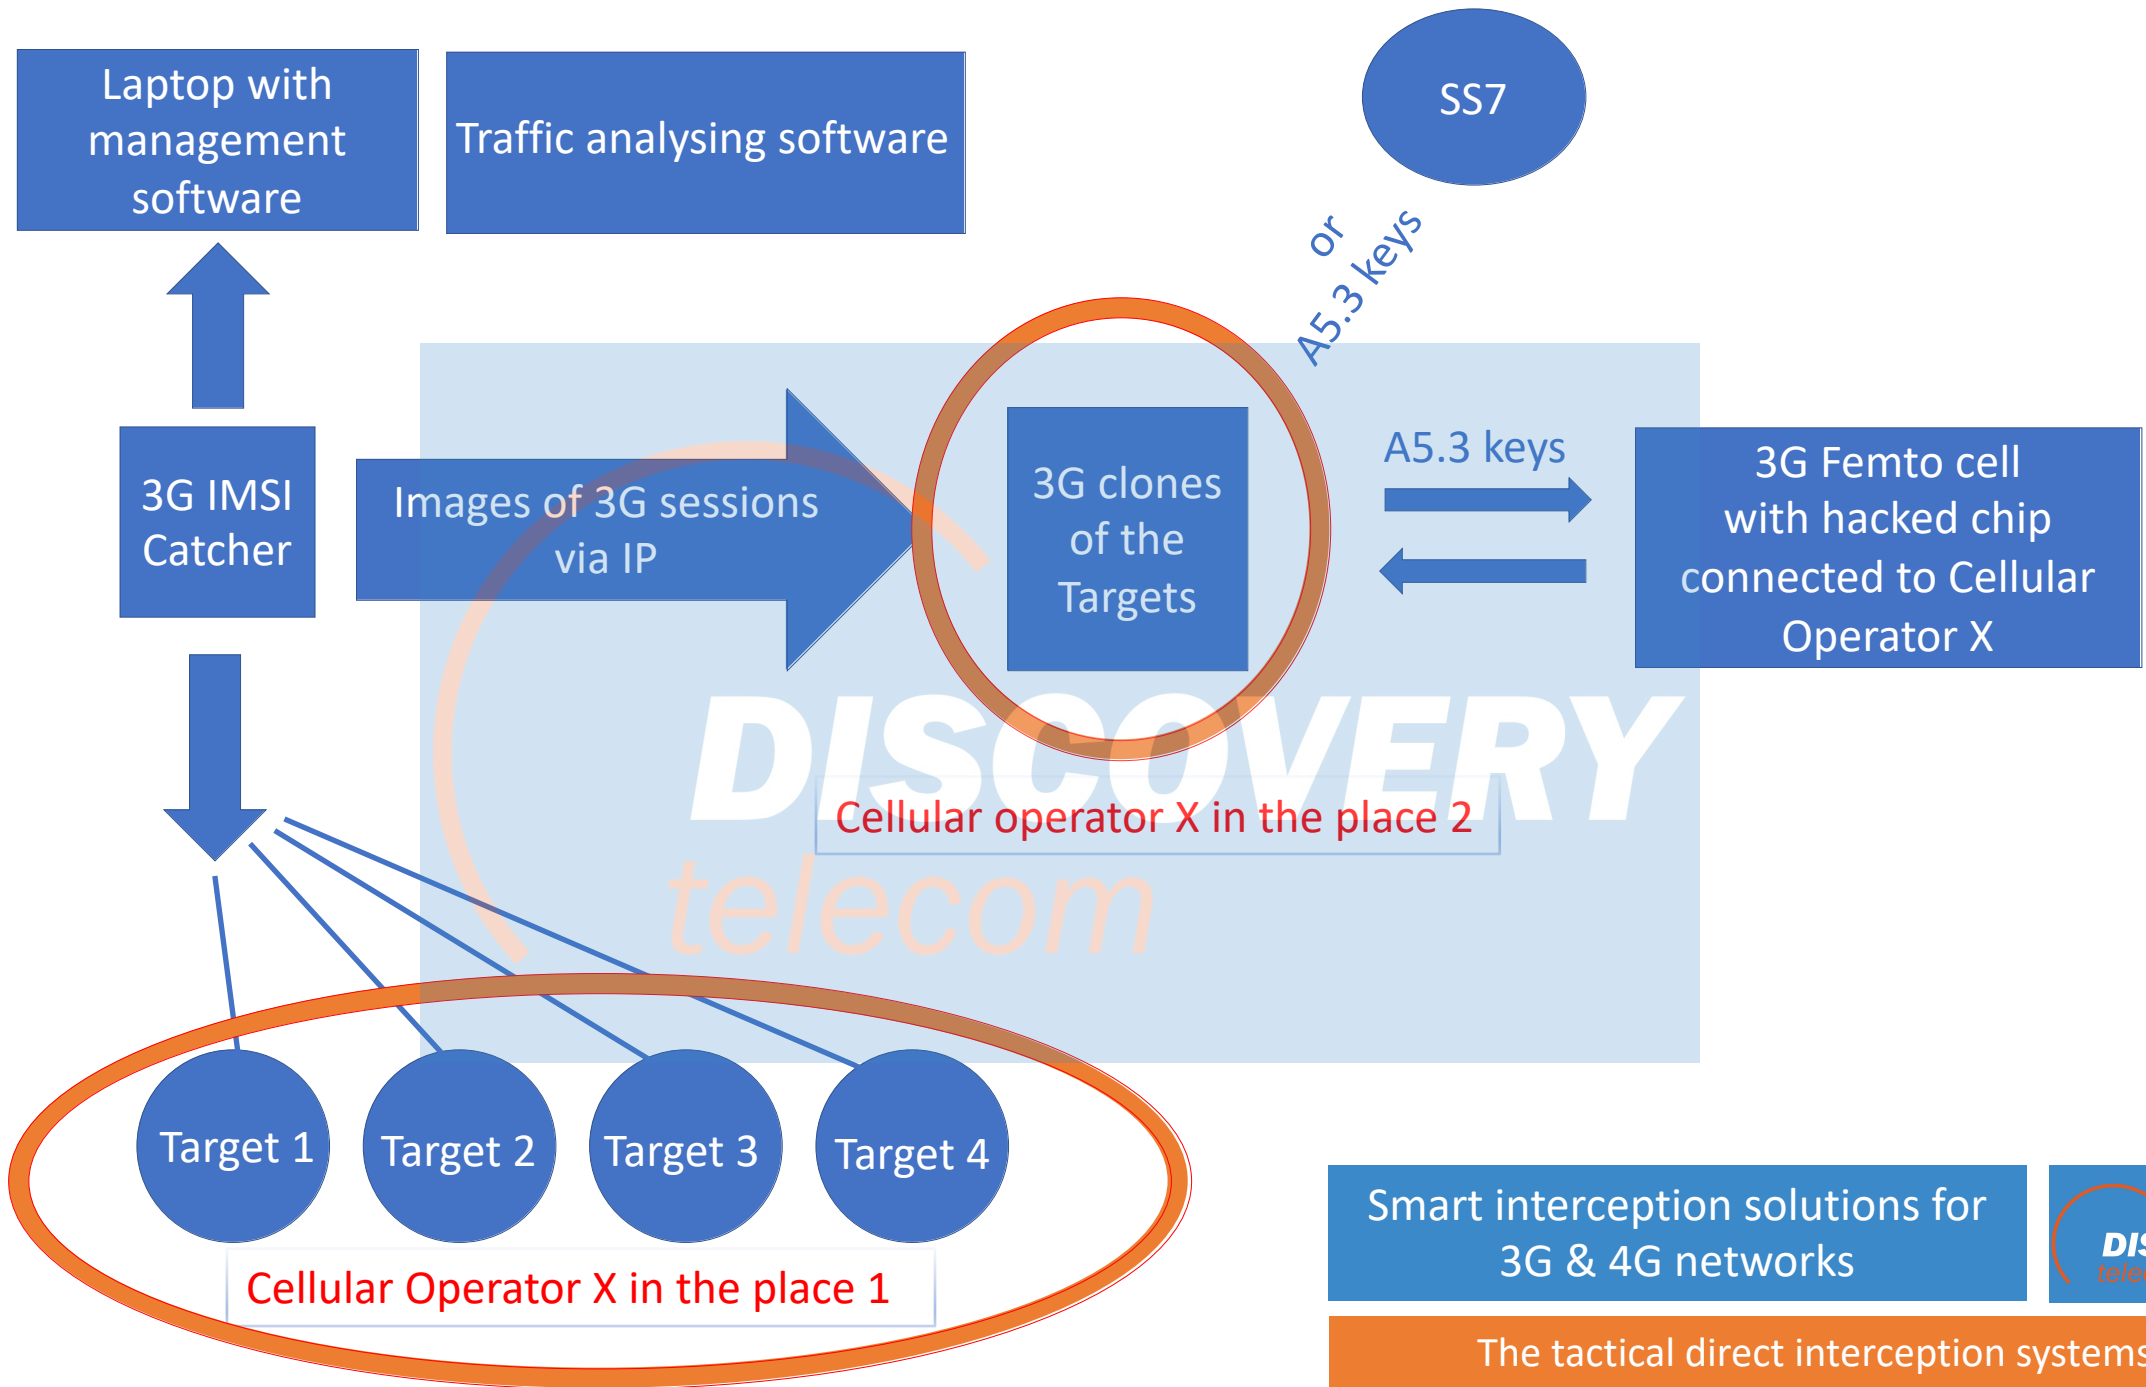 Laptop with
management
software
Traffic analysing software
SS7
or
A5.3 keys
3G IMSI
Catcher
Images of 3G sessions
via IP
3G clones
of the
Targets
A5.3 keys
3G Femto cell
with hacked chip
connected to Cellular
Operator X
DISCOVERY
telecom
Cellular operator X in the place 2
Target 1
Target 2
Target 3
Target 4
Cellular Operator X in the place 1
Smart interception solutions for
3G & 4G networks
The tactical direct interception systems